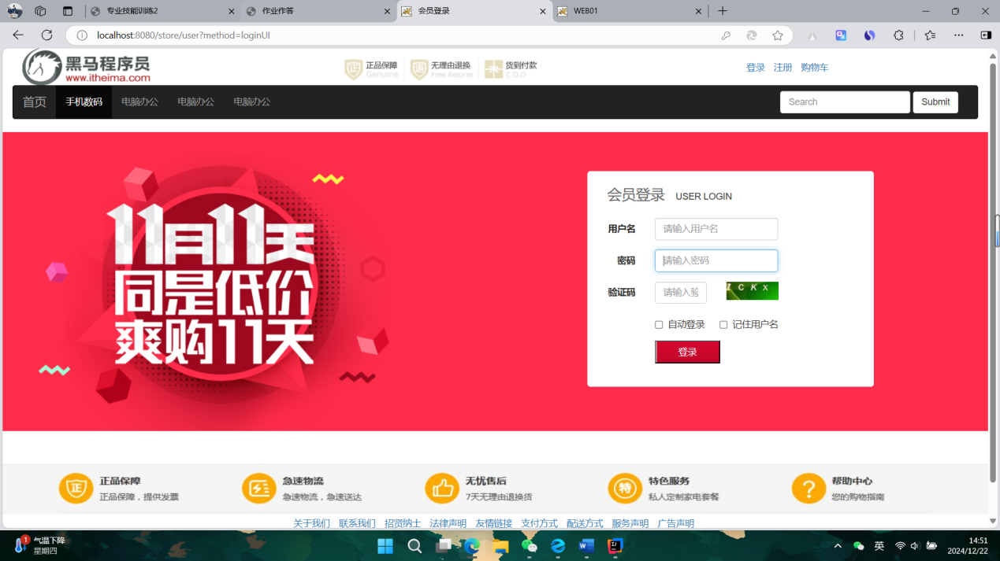 专业技能训练2
作业作答
会员登录
WEB01
localhost:8080/store/user?method=loginUI
黑马程序员
www.itheima.com
正 正品保障 Genuine
退 无理由退换 Free Returns
货到付款 C.O.D
登录 注册 购物车
首页 手机数码 电脑办公 电脑办公 电脑办公
Search Submit
11月11天
同是低价
爽购11天
会员登录 USER LOGIN
用户名 请输入用户名
密码 请输入密码
验证码 请输入验
I C K X
自动登录 记住用户名
登录
正 正品保障
正品保障，提供发票
急速物流
急速物流，急速送达
无忧售后
7天无理由退换货
特 特色服务
私人定制家电套餐
? 帮助中心
您的购物指南
关于我们 联系我们 招贤纳士 法律声明 友情链接 支付方式 配送方式 服务声明 广告声明
1
气温下降
星期四
英
14:51
2024/12/22